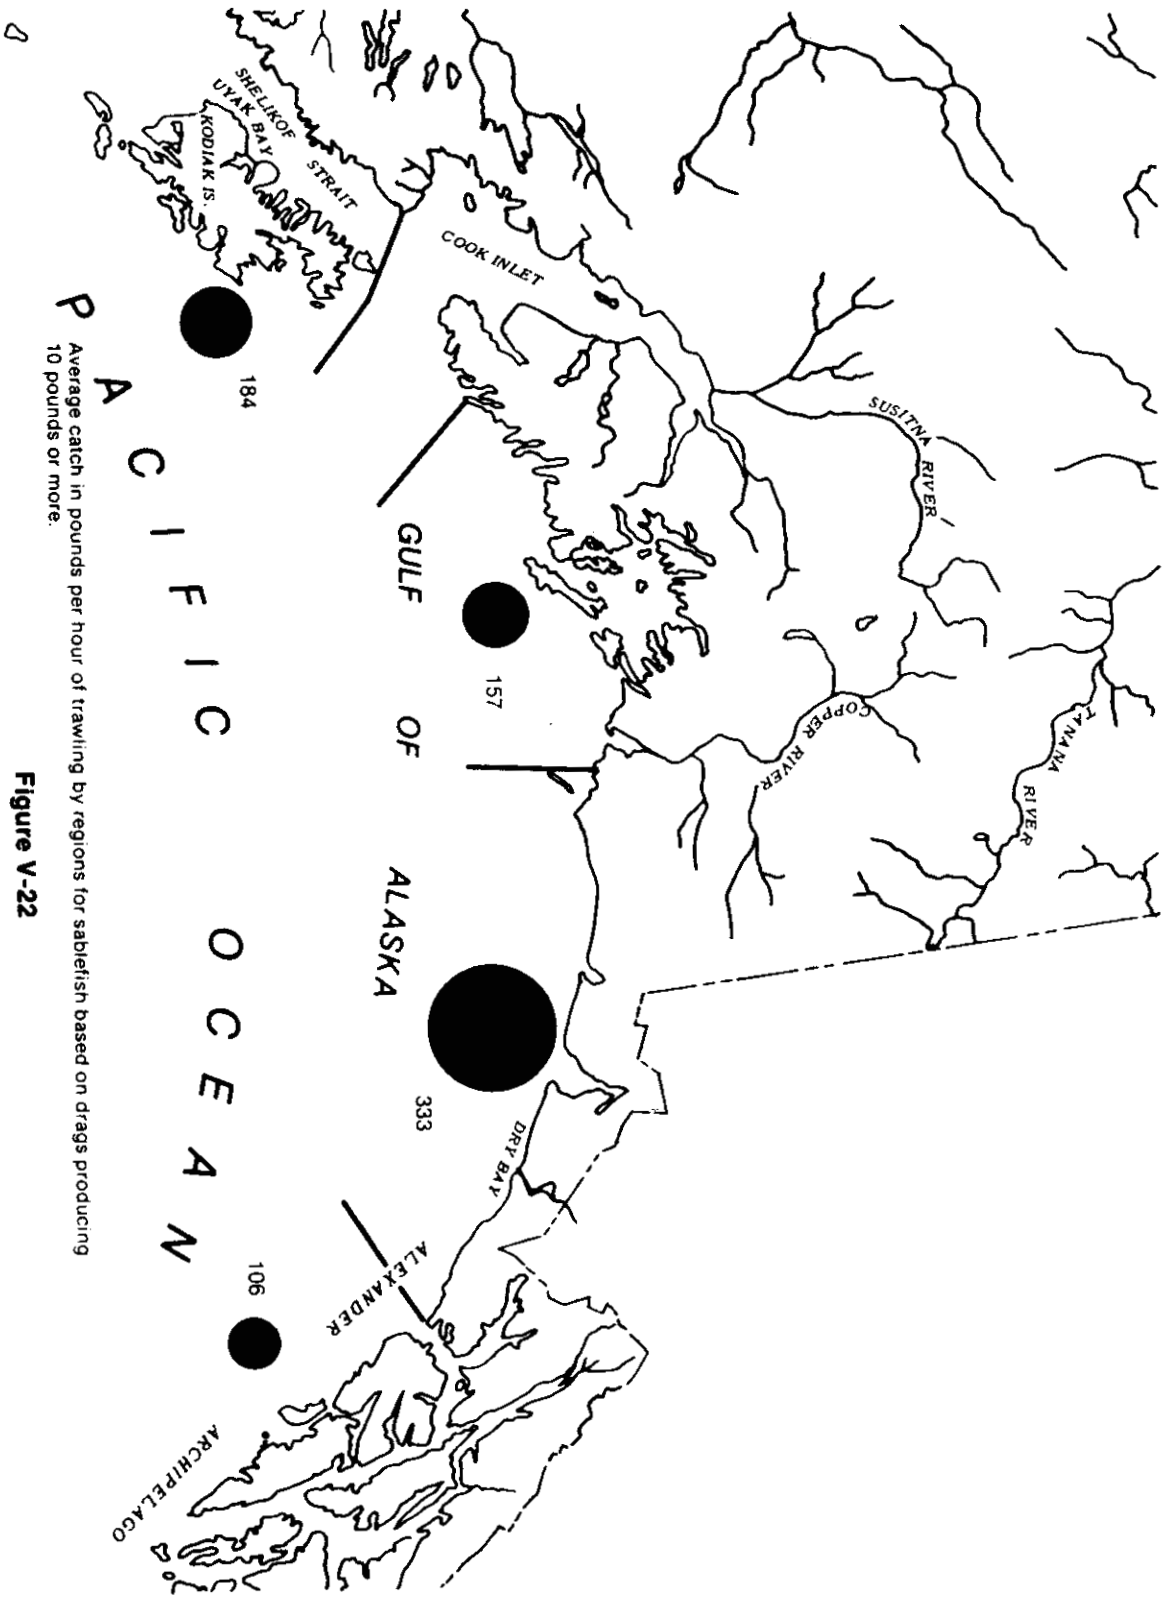 SHELIKOF STRAIT
UYAK BAY
KODIAK IS.
COOK INLET
SUSITNA RIVER
COPPER RIVER
TANANA RIVER
DRY BAY
ALEXANDER ARCHIPELAGO
GULF OF ALASKA
184
157
333
106
PACIFIC OCEAN
Average catch in pounds per hour of trawling by regions for sablefish based on drags producing
10 pounds or more.
Figure V-22